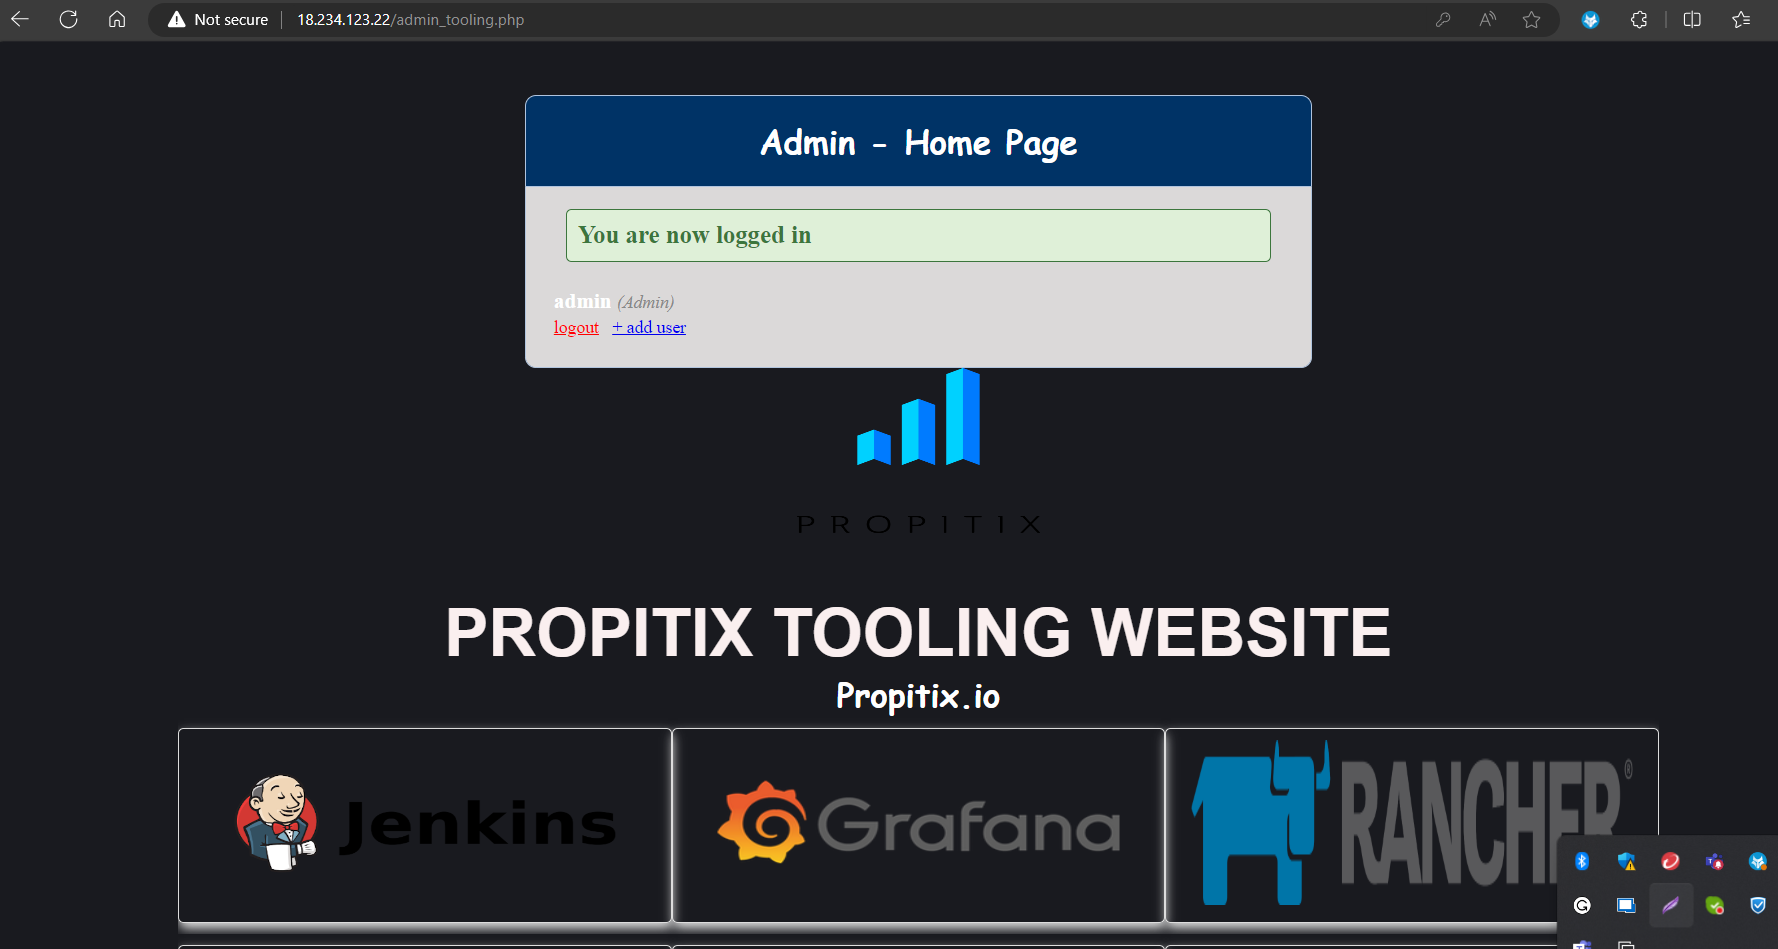 Not secure 18.234.123.22/admin_tooling.php
Admin - Home Page
You are now logged in
admin (Admin)
logout + add user
PROPITIX
PROPITIX TOOLING WEBSITE
Propitix.io
Jenkins Grafana RANCHER®